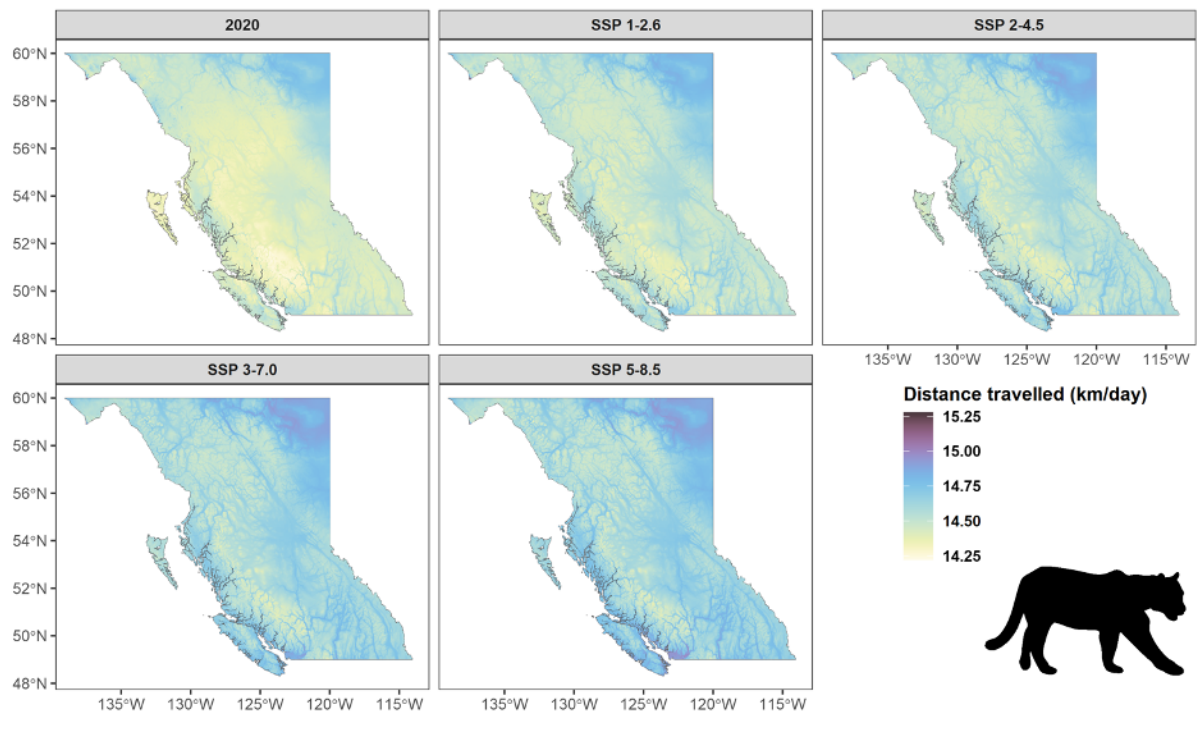 2020
SSP 1-2.6
SSP 2-4.5
60°N
58°N
56°N
54°N
52°N
50°N
48°N
135°W 130°W 125°W 120°W 115°W
SSP 3-7.0
SSP 5-8.5
60°N
58°N
56°N
54°N
52°N
50°N
48°N
135°W 130°W 125°W 120°W 115°W
135°W 130°W 125°W 120°W 115°W
Distance travelled (km/day)
15.25
15.00
14.75
14.50
14.25